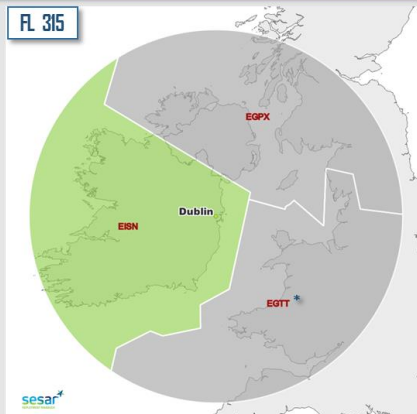 FL 315
EGPX
Dublin
EISN
EGTT *
sesar